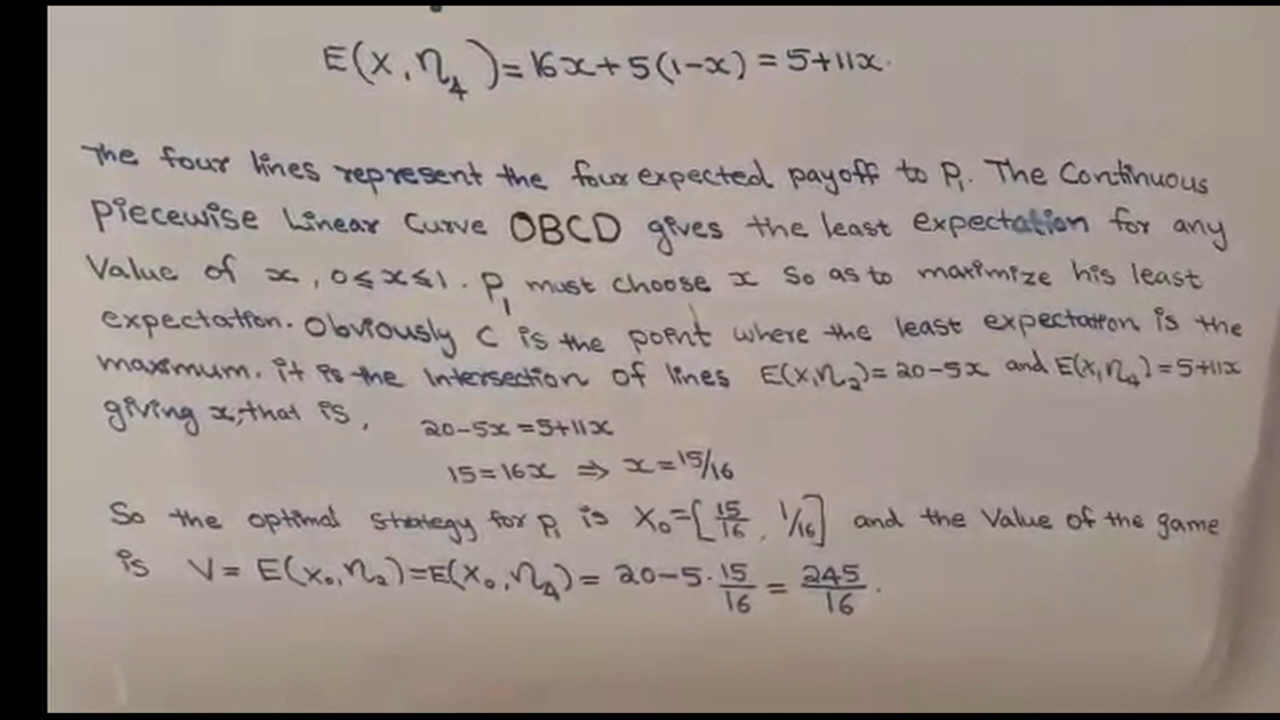 E(X, η₄) = 16x + 5(1-x) = 5+11x.
The four lines represent the four expected payoff to P₁. The Continuous
Piecewise Linear Curve OBCD gives the least expectation for any
Value of x, 0≤x≤1. P₁ must choose x so as to maximize his least
expectation. Obviously C is the point where the least expectation is the
maximum. it is the Intersection of lines E(X,η₂)=20-5x and E(X,η₄)=5+11x
giving x, that is,
20-5x=5+11x
15=16x ⇒ x=15/16
So the optimal strategy for P₁ is X₀=[15/16, 1/16] and the Value of the game
is V= E(X₀,η₂)=E(X₀,η₄)= 20-5·15/16 = 245/16.